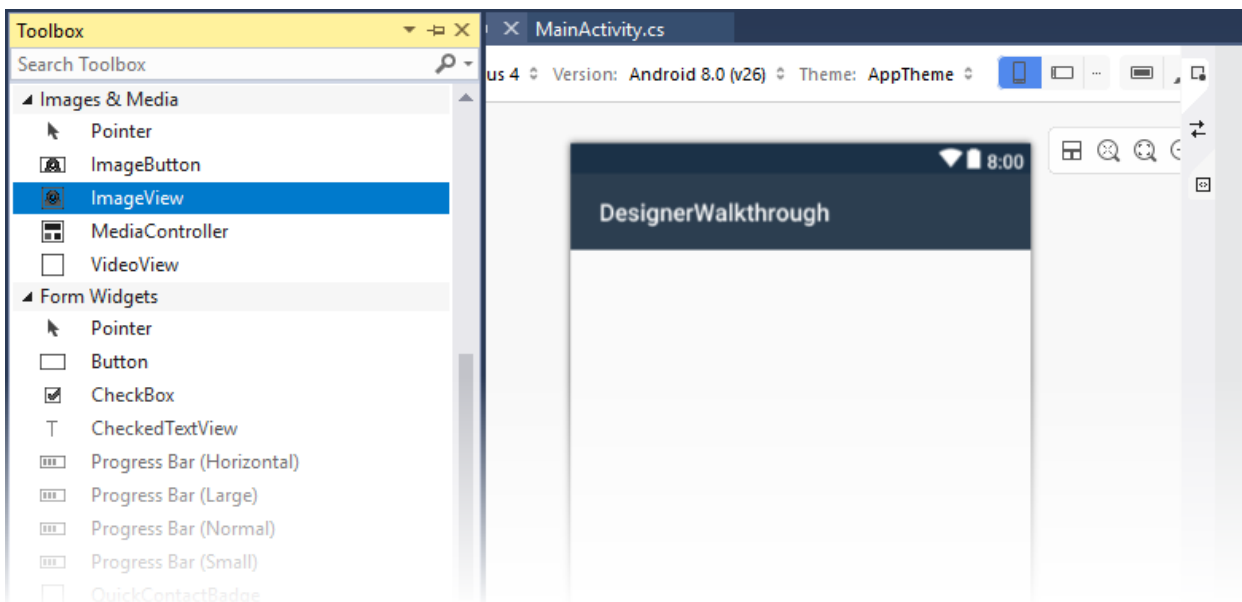 Toolbox
MainActivity.cs
Search Toolbox
us 4 Version: Android 8.0 (v26) Theme: AppTheme ...
Images & Media
Pointer
ImageButton
ImageView
MediaController
VideoView
Form Widgets
Pointer
Button
CheckBox
CheckedTextView
Progress Bar (Horizontal)
Progress Bar (Large)
Progress Bar (Normal)
Progress Bar (Small)
QuickContactBadge
8:00
DesignerWalkthrough